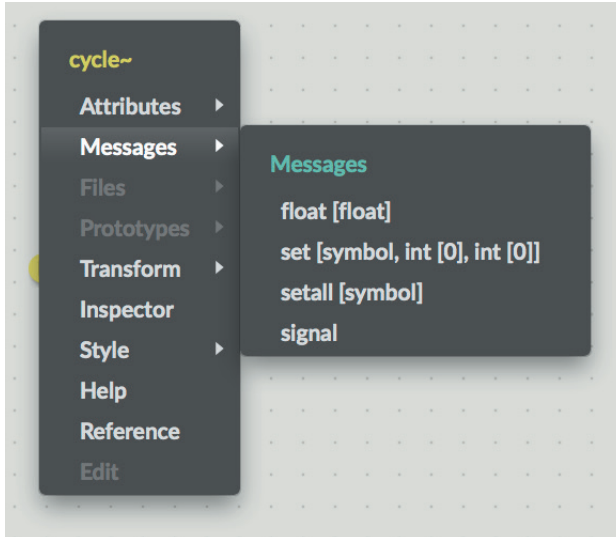 cycle~
Attributes
Messages
Files
Prototypes
Transform
Inspector
Style
Help
Reference
Edit
Messages
float [float]
set [symbol, int [0], int [0]]
setall [symbol]
signal